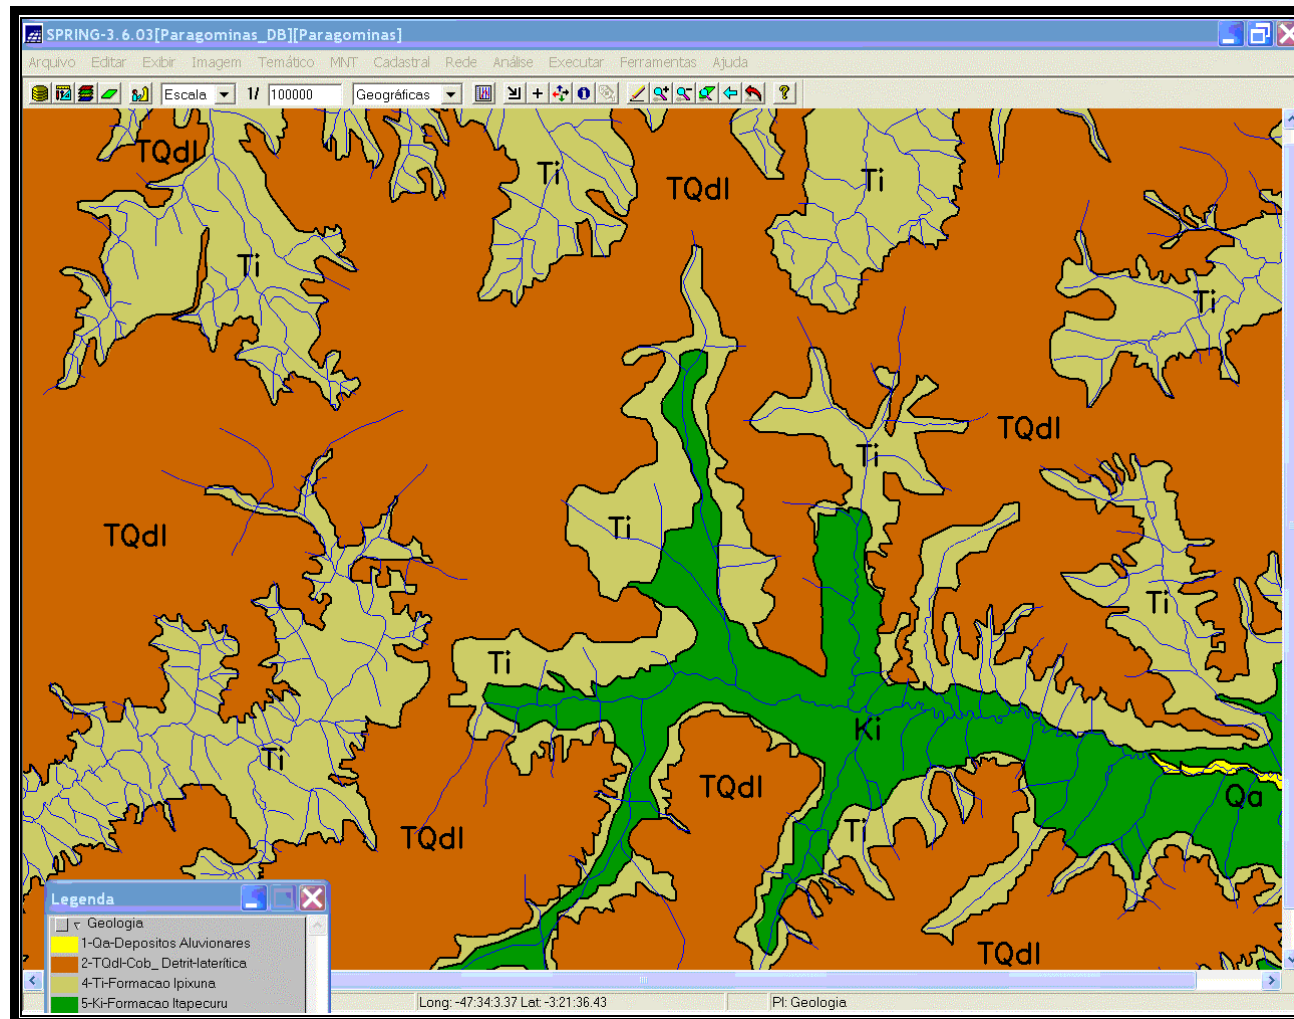 SPRING-3.6.03[Paragominas_DB][Paragominas]
Arquivo Editar Exibir Imagem Temático MNT Cadastral Rede Análise Executar Ferramentas Ajuda
Escala 1/ 100000 Geográficas
TQdl
Ti
TQdl
Ti
Ti
Ti
TQdl
Ti
TQdl
Ti
Ti
Ti
Ki
Ti
TQdl
Qa
TQdl
Ti
TQdl
Legenda
Geologia
1-Qa-Depositos Aluvionares
2-TQdl-Cob_ Detrit-laterítica
4-Ti-Formacao Ipixuna
5-Ki-Formacao Itapecuru
Long: -47:34:3.37 Lat: -3:21:36.43
PI: Geologia